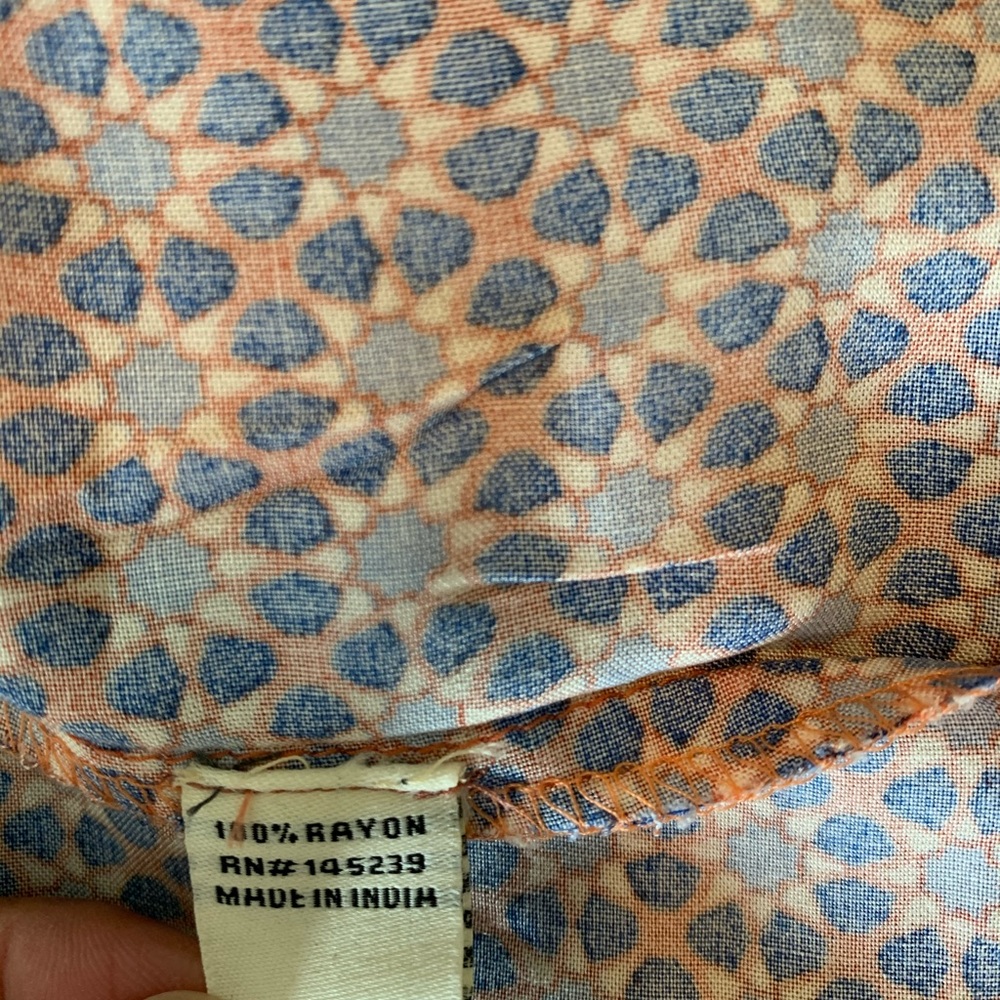 100% RAYON
RN# 145239
MADE IN INDIA